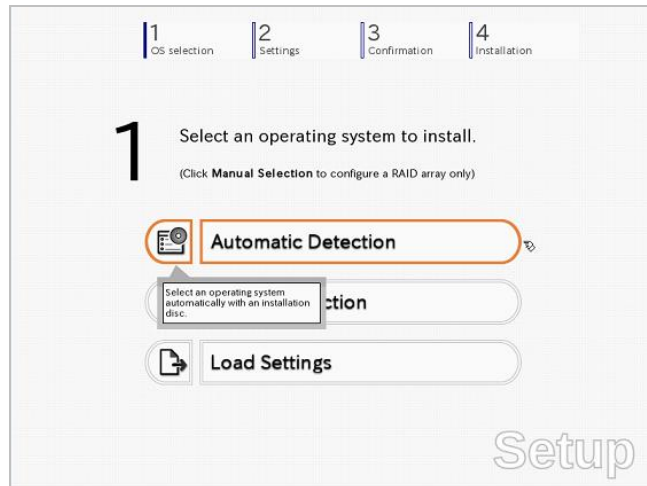 1
OS selection
2
Settings
3
Confirmation
4
Installation
1
Select an operating system to install.
(Click Manual Selection to configure a RAID array only)
Automatic Detection
Select an operating system
automatically with an installation
disc.
ction
Load Settings
Setup